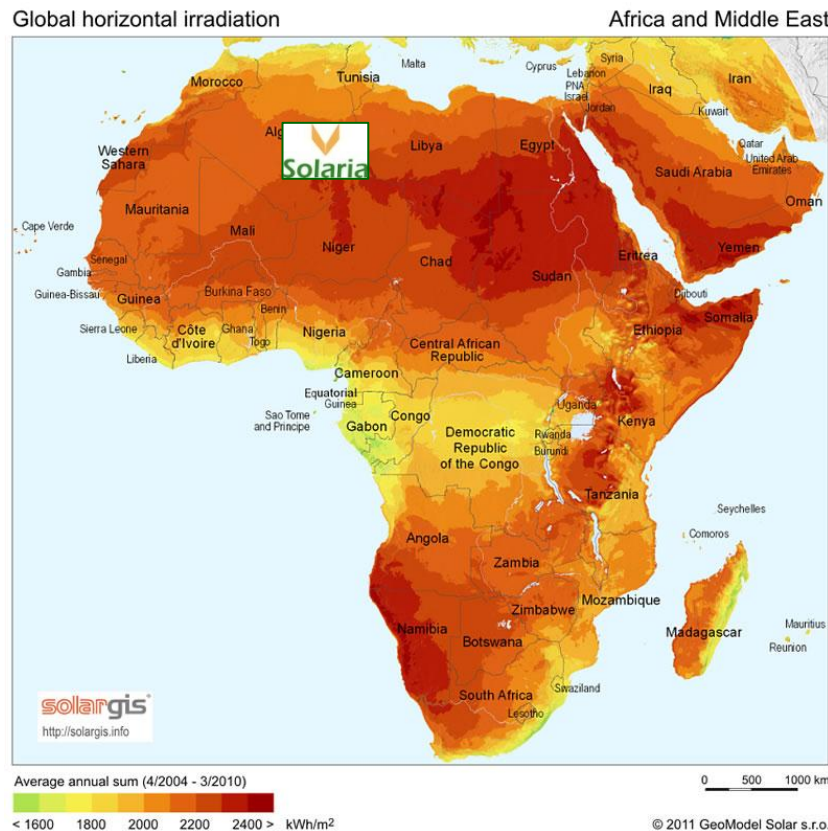 Global horizontal irradiation
Africa and Middle East
Malta
Cyprus
Syria
Lebanon
PNA
Israel
Jordan
Iraq
Iran
Kuwait
Morocco
Tunisia
Alg
Solaria
Libya
Egypt
Qatar
United Arab
Emirates
Saudi Arabia
Oman
Western
Sahara
Mauritania
Cape Verde
Mali
Niger
Chad
Sudan
Eritrea
Yemen
Senegal
Gambia
Guinea-Bissau
Guinea
Burkina Faso
Benin
Djibouti
Somalia
Sierra Leone
Côte
d'Ivoire
Ghana
Togo
Nigeria
Ethiopia
Liberia
Central African
Republic
Cameroon
Equatorial
Guinea
Sao Tome
and Principe
Gabon
Congo
Uganda
Kenya
Democratic
Republic
of the Congo
Rwanda
Burundi
Tanzania
Seychelles
Comoros
Angola
Zambia
Mozambique
Zimbabwe
Namibia
Botswana
Madagascar
Mauritius
Reunion
South Africa
Swaziland
Lesotho
solargis
http://solargis.info
Average annual sum (4/2004 - 3/2010)
< 1600 1800 2000 2200 2400 > kWh/m²
0 500 1000 km
© 2011 GeoModel Solar s.r.o.